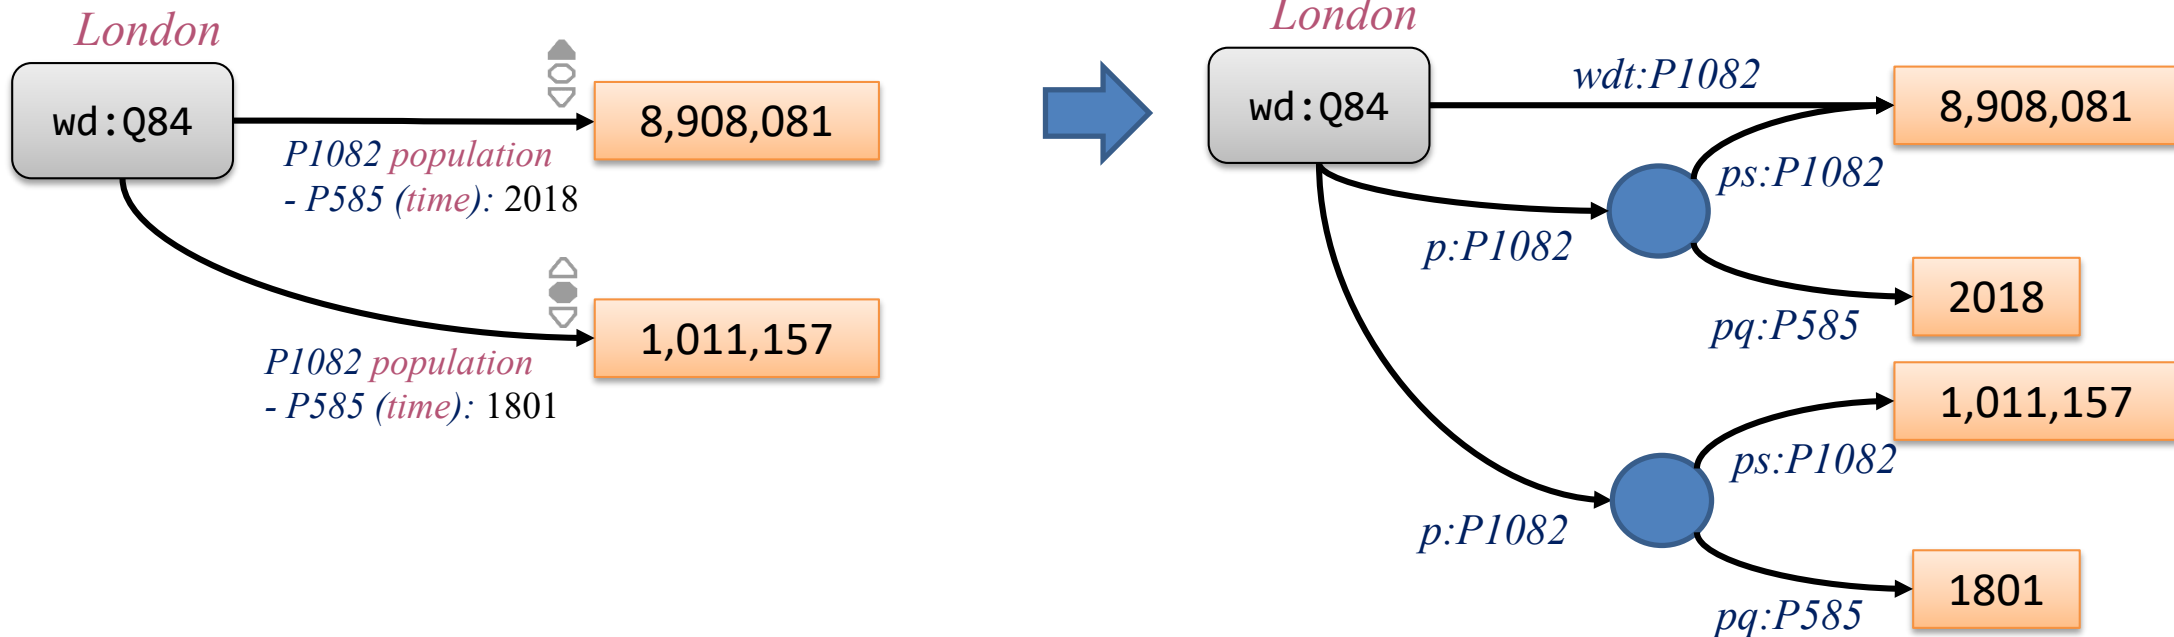 London
wd:Q84
8,908,081
P1082 population
- P585 (time): 2018
1,011,157
P1082 population
- P585 (time): 1801
London
wd:Q84
wdt:P1082
8,908,081
ps:P1082
p:P1082
2018
pq:P585
1,011,157
ps:P1082
p:P1082
1801
pq:P585